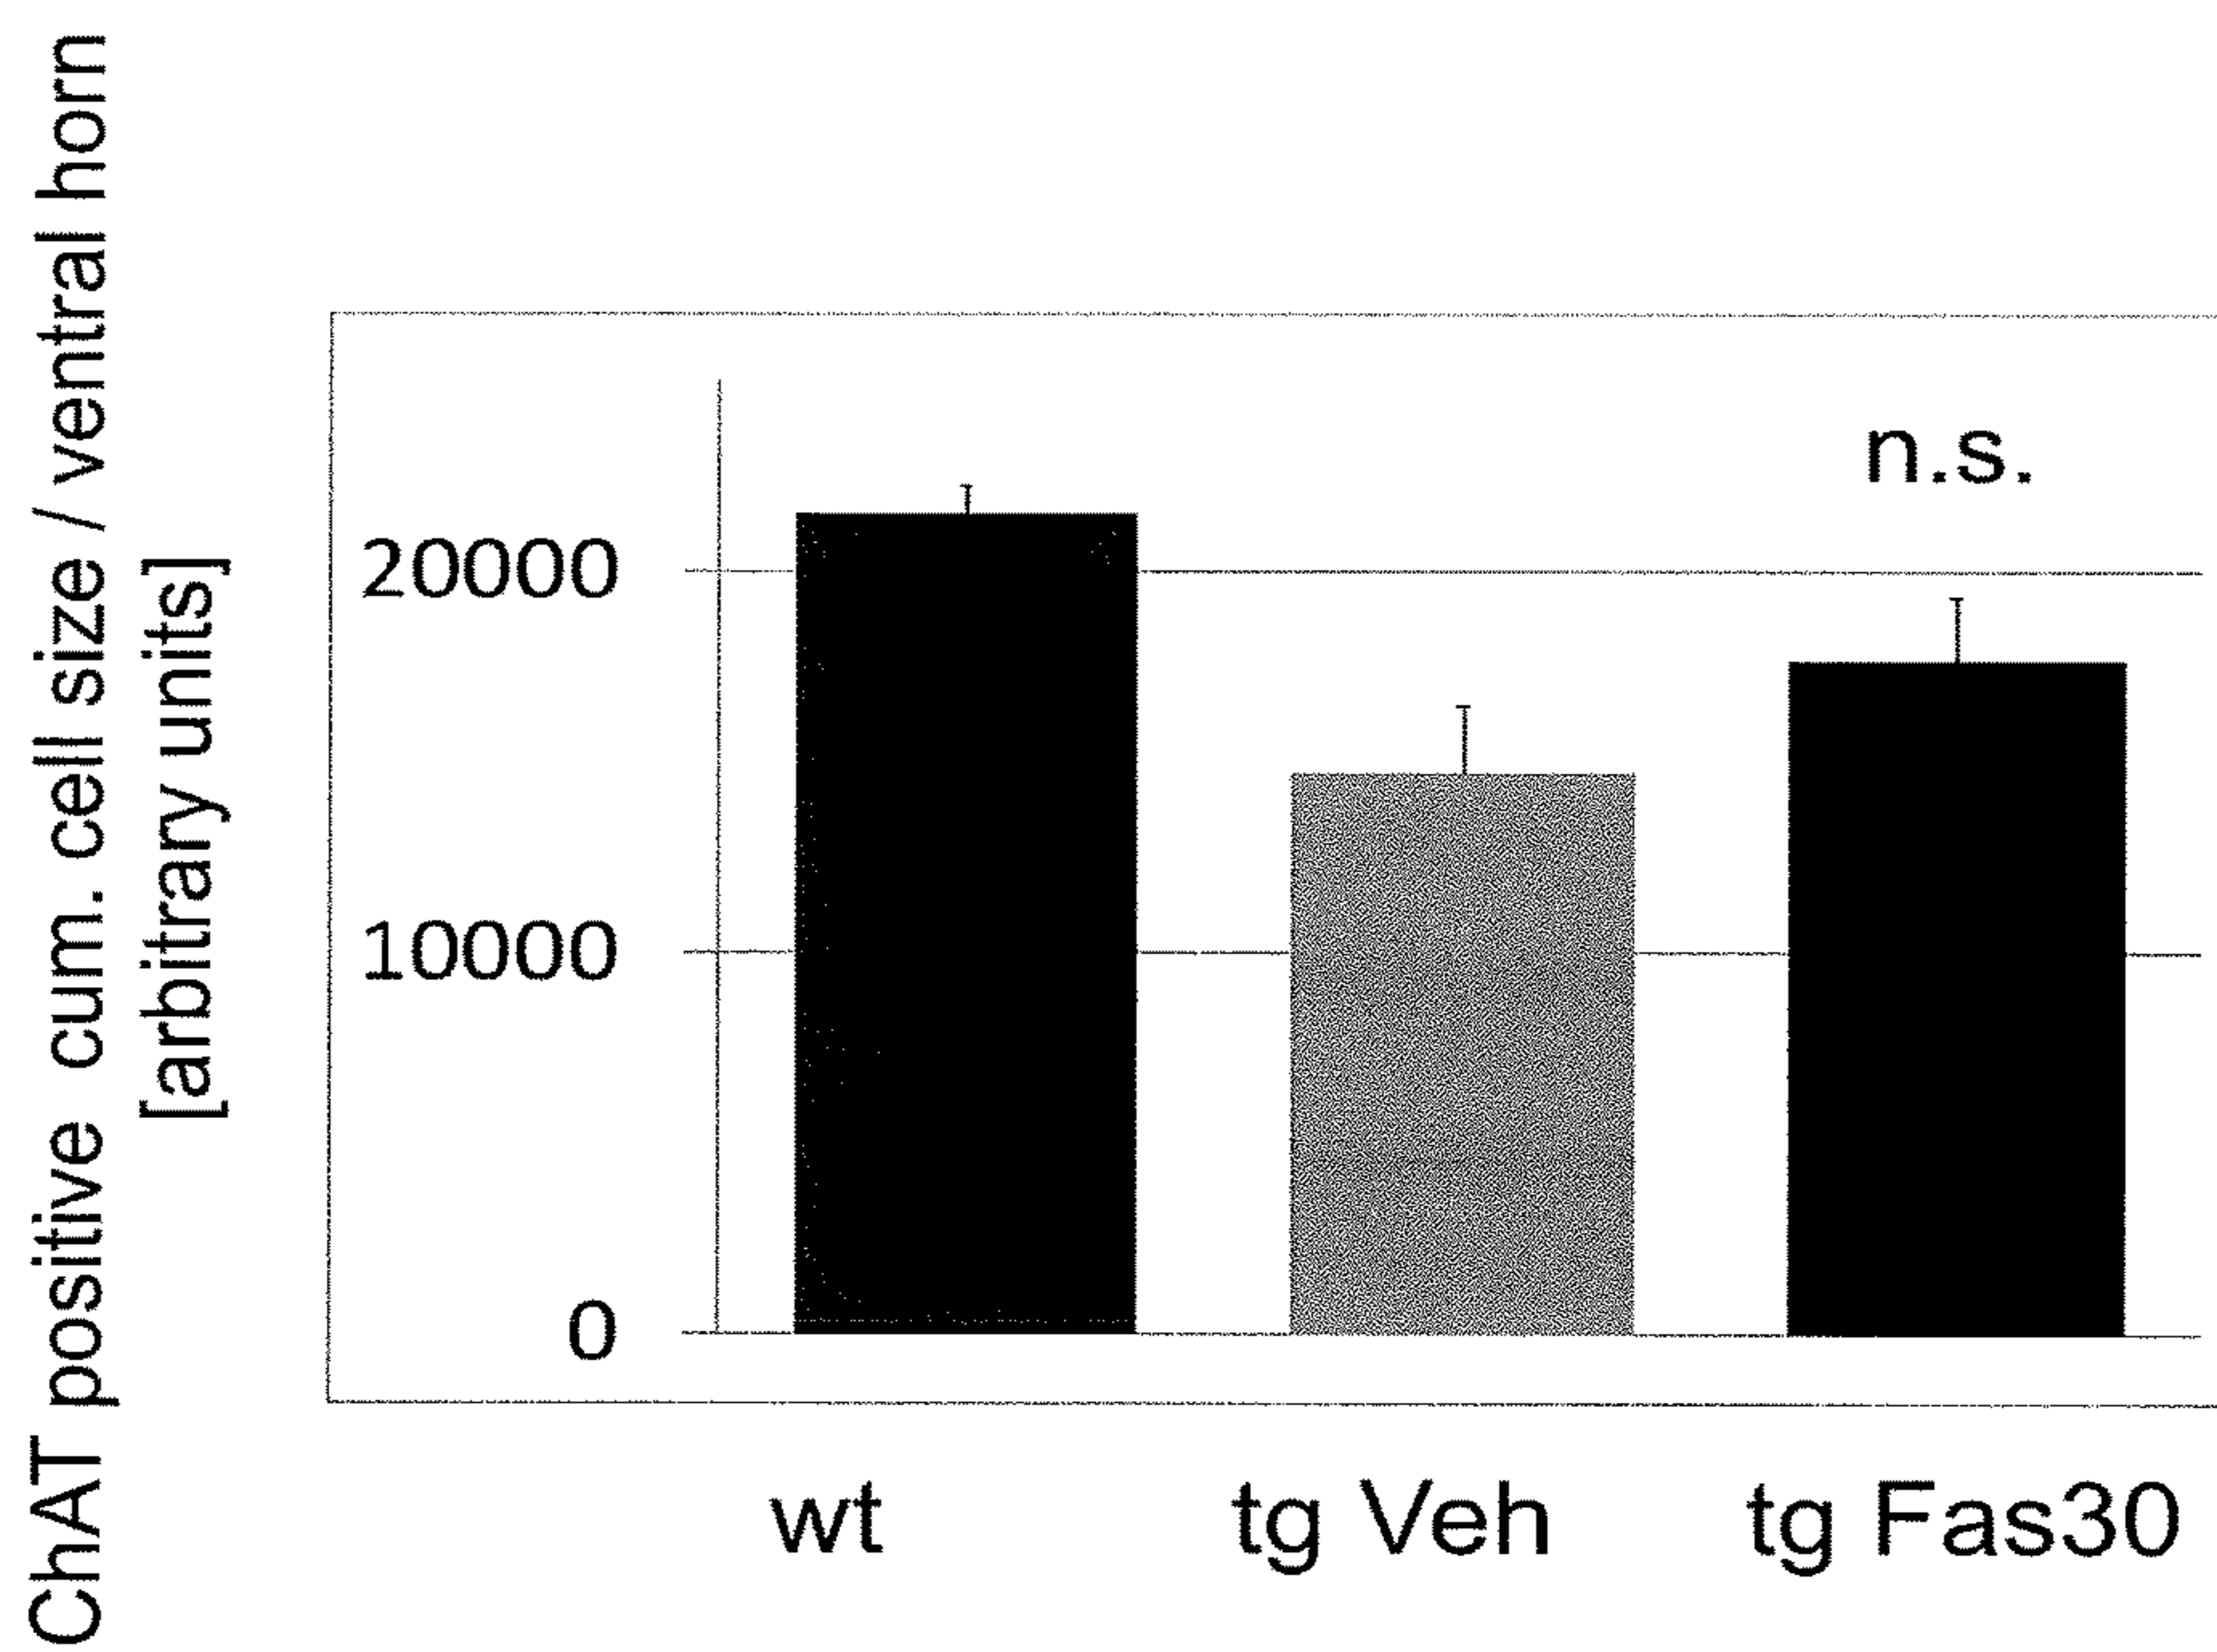 ChAT positive cum. cell size / ventral horn
[arbitrary units]
n.s.
20000
10000
0
wt
tg Veh
tg Fas30